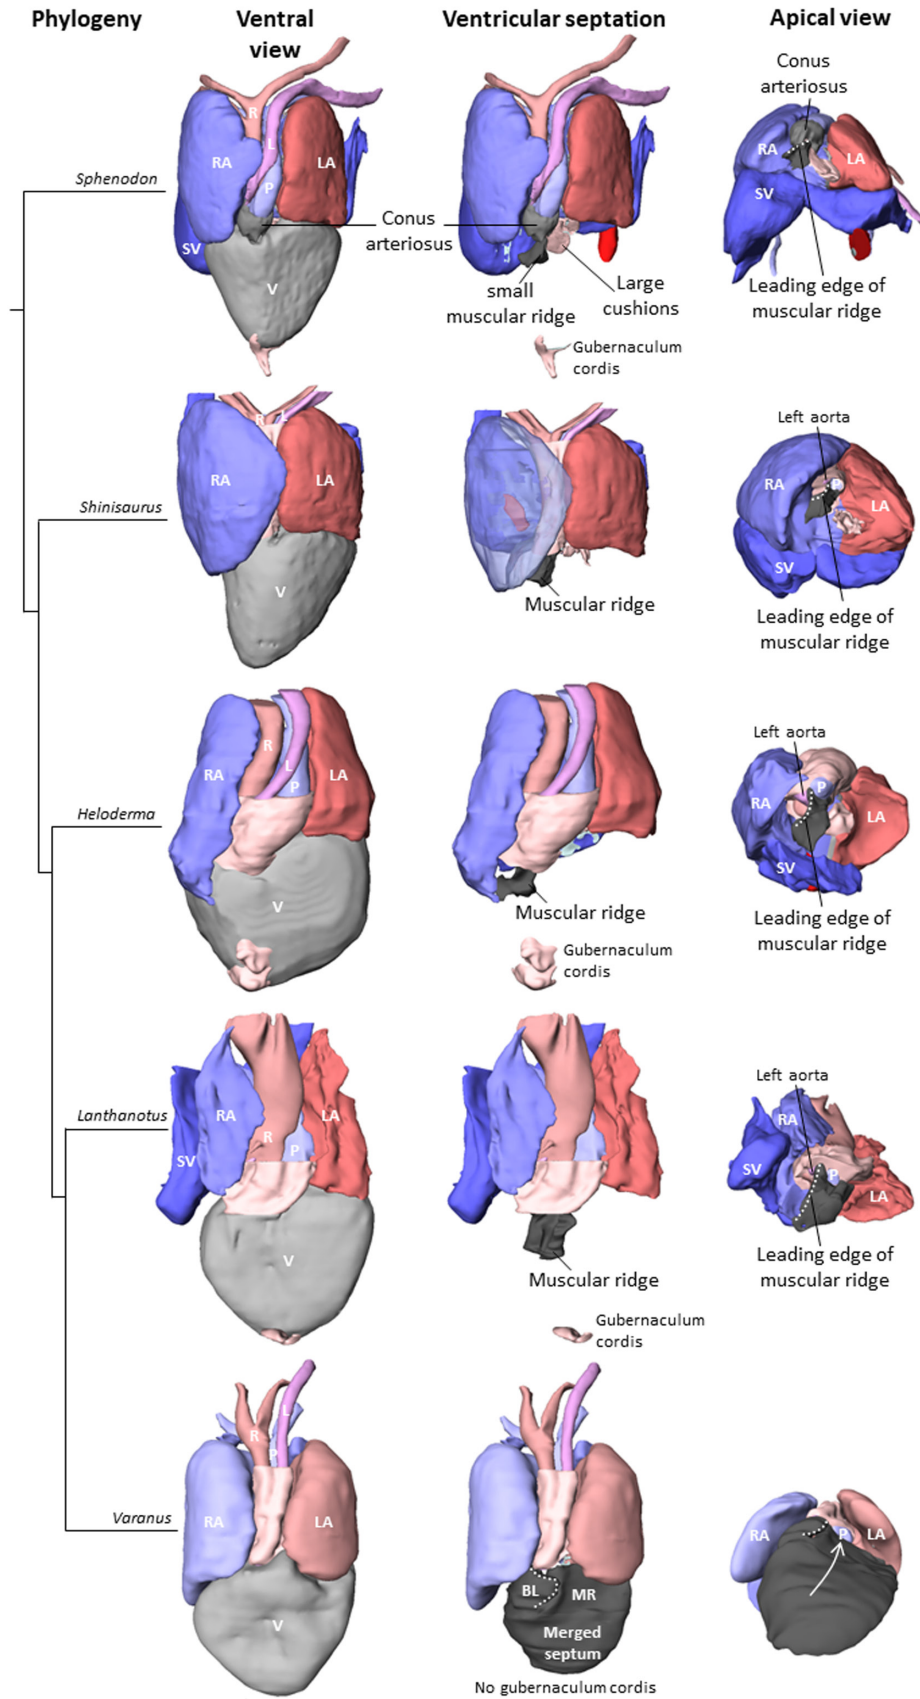 Phylogeny
Ventral
view
Ventricular septation
Apical view
Conus
arteriosus
R
L
RA
LA
P
SV
V
Sphenodon
Conus
arteriosus
small
muscular ridge
Large
cushions
Gubernaculum
cordis
RA
LA
SV
Leading edge of
muscular ridge
Shinisaurus
R
L
RA
LA
V
Muscular ridge
Left aorta
RA
P
LA
SV
Leading edge of
muscular ridge
Heloderma
R
L
RA
P
LA
V
Muscular ridge
Gubernaculum
cordis
Left aorta
RA
P
LA
SV
Leading edge of
muscular ridge
Lanthanotus
RA
LA
R
P
SV
V
Muscular ridge
Gubernaculum
cordis
Left aorta
RA
SV
P
LA
Leading edge of
muscular ridge
Varanus
L
R
P
RA
LA
V
BL
MR
Merged
septum
No gubernaculum cordis
RA
P
LA